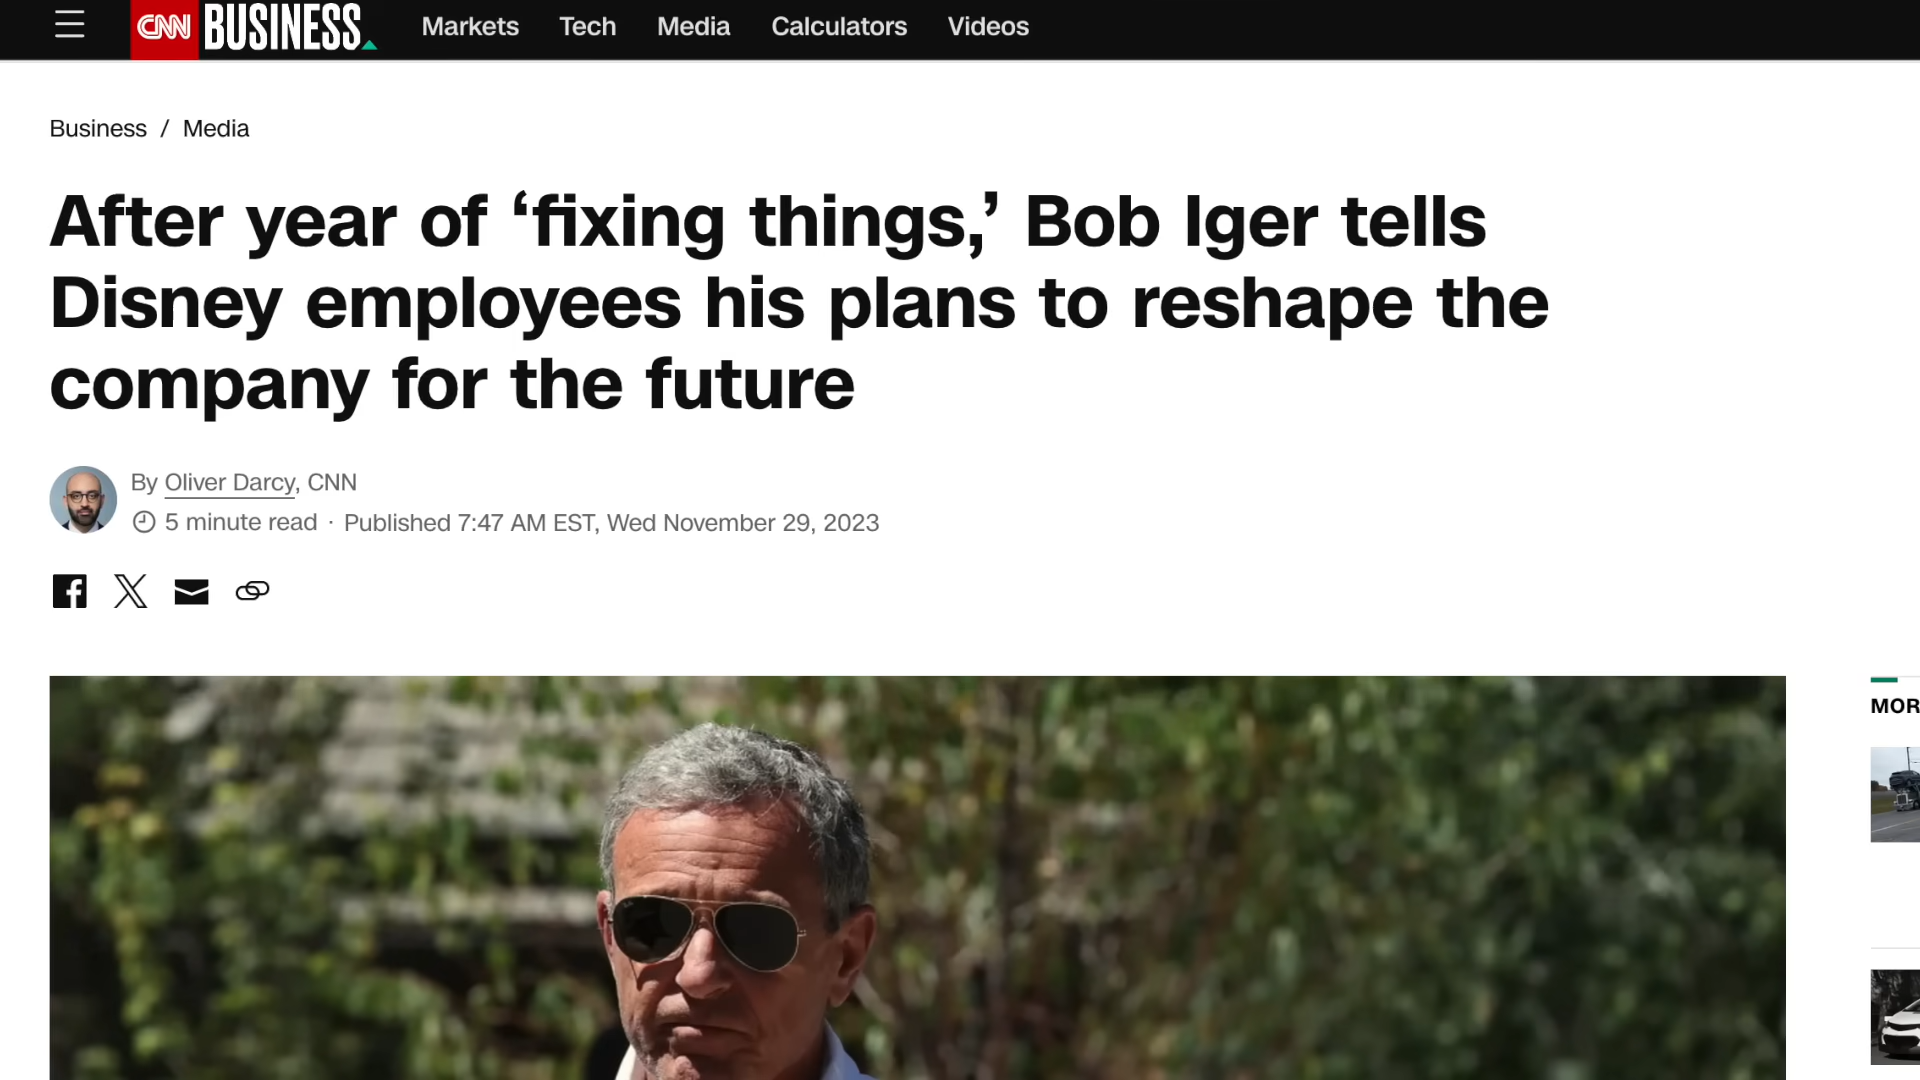 CNN BUSINESS Markets Tech Media Calculators Videos
Business / Media
After year of ‘fixing things,’ Bob Iger tells
Disney employees his plans to reshape the
company for the future
By Oliver Darcy, CNN
5 minute read · Published 7:47 AM EST, Wed November 29, 2023
MOR